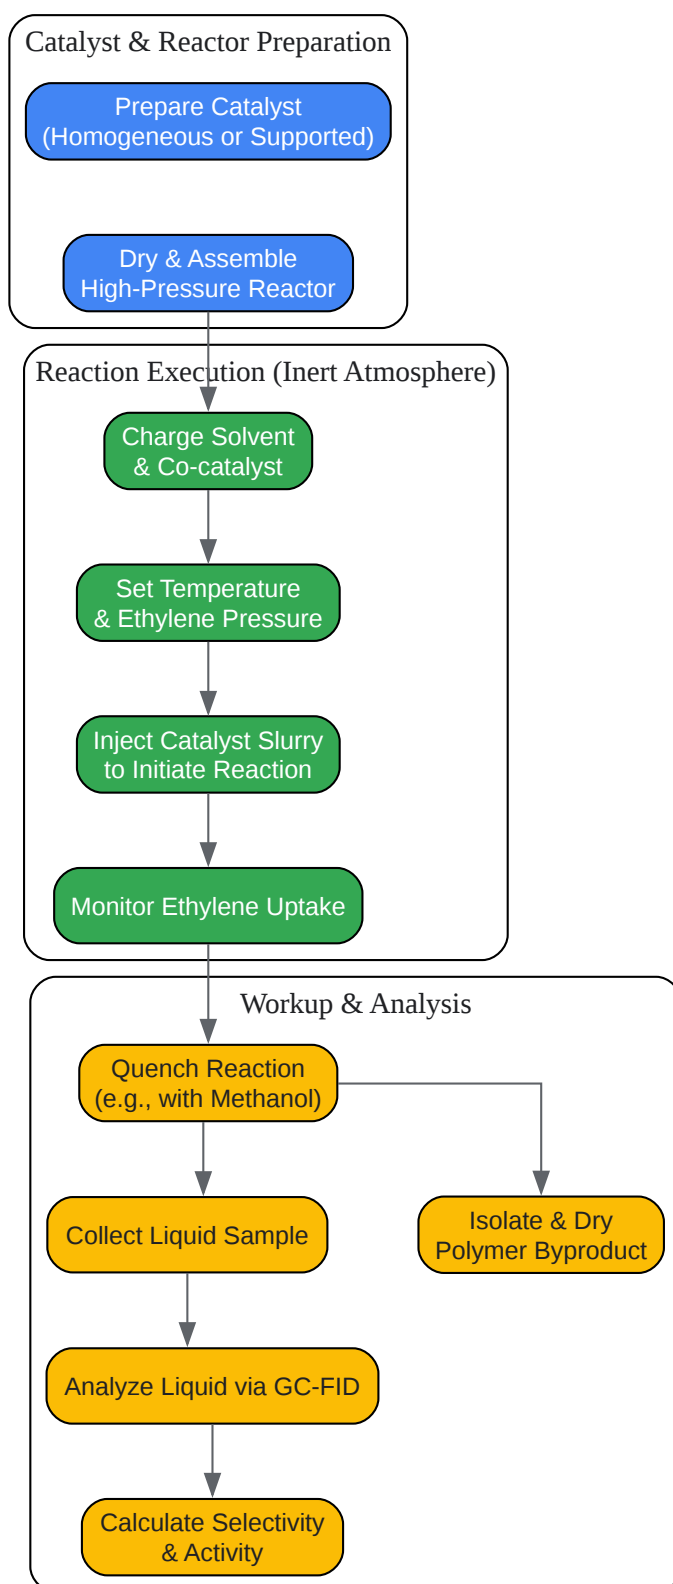 Catalyst & Reactor Preparation
Prepare Catalyst
(Homogeneous or Supported)
Dry & Assemble
High-Pressure Reactor
Reaction Execution (Inert Atmosphere)
Charge Solvent
& Co-catalyst
Set Temperature
& Ethylene Pressure
Inject Catalyst Slurry
to Initiate Reaction
Monitor Ethylene Uptake
Workup & Analysis
Quench Reaction
(e.g., with Methanol)
Collect Liquid Sample
Isolate & Dry
Polymer Byproduct
Analyze Liquid via GC-FID
Calculate Selectivity
& Activity